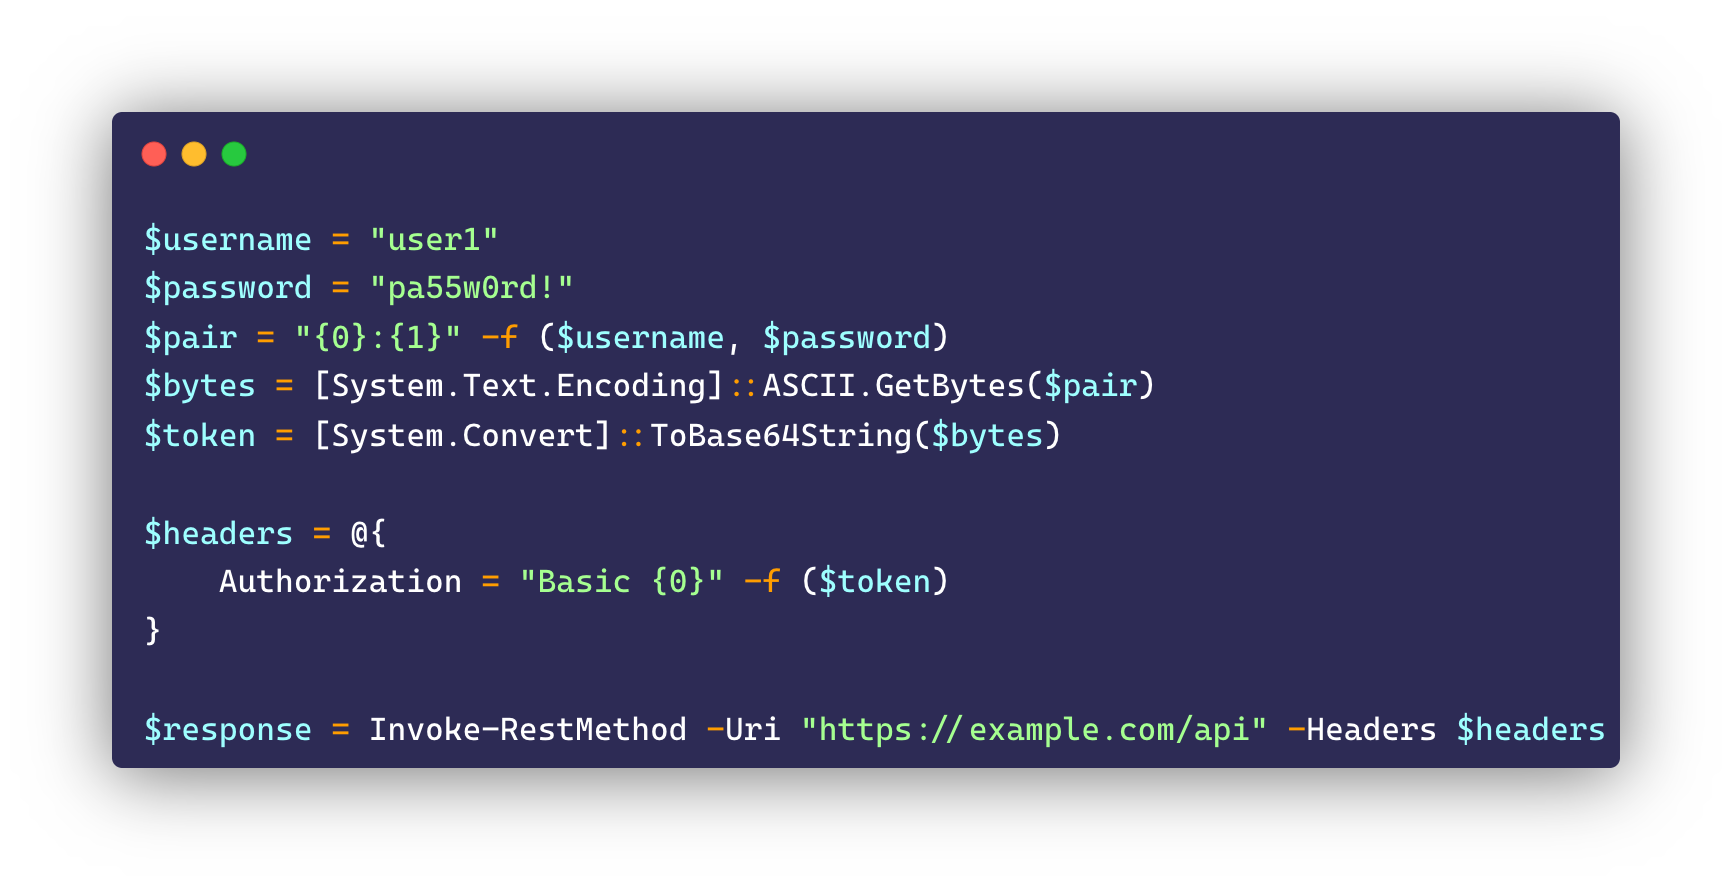 $username = "user1"
$password = "pa55w0rd!"
$pair = "{0}:{1}" -f ($username, $password)
$bytes = [System.Text.Encoding]::ASCII.GetBytes($pair)
$token = [System.Convert]::ToBase64String($bytes)
$headers = @{
    Authorization = "Basic {0}" -f ($token)
}
$response = Invoke-RestMethod -Uri "https://example.com/api" -Headers $headers